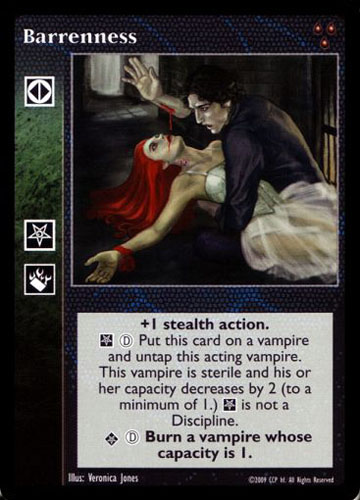 Barrenness
+1 stealth action.
D Put this card on a vampire
and untap this acting vampire.
This vampire is sterile and his or
her capacity decreases by 2 (to a
minimum of 1.) is not a
Discipline.
D Burn a vampire whose
capacity is 1.
Illus: Veronica Jones
©2009 CCP hf. All Rights Reserved